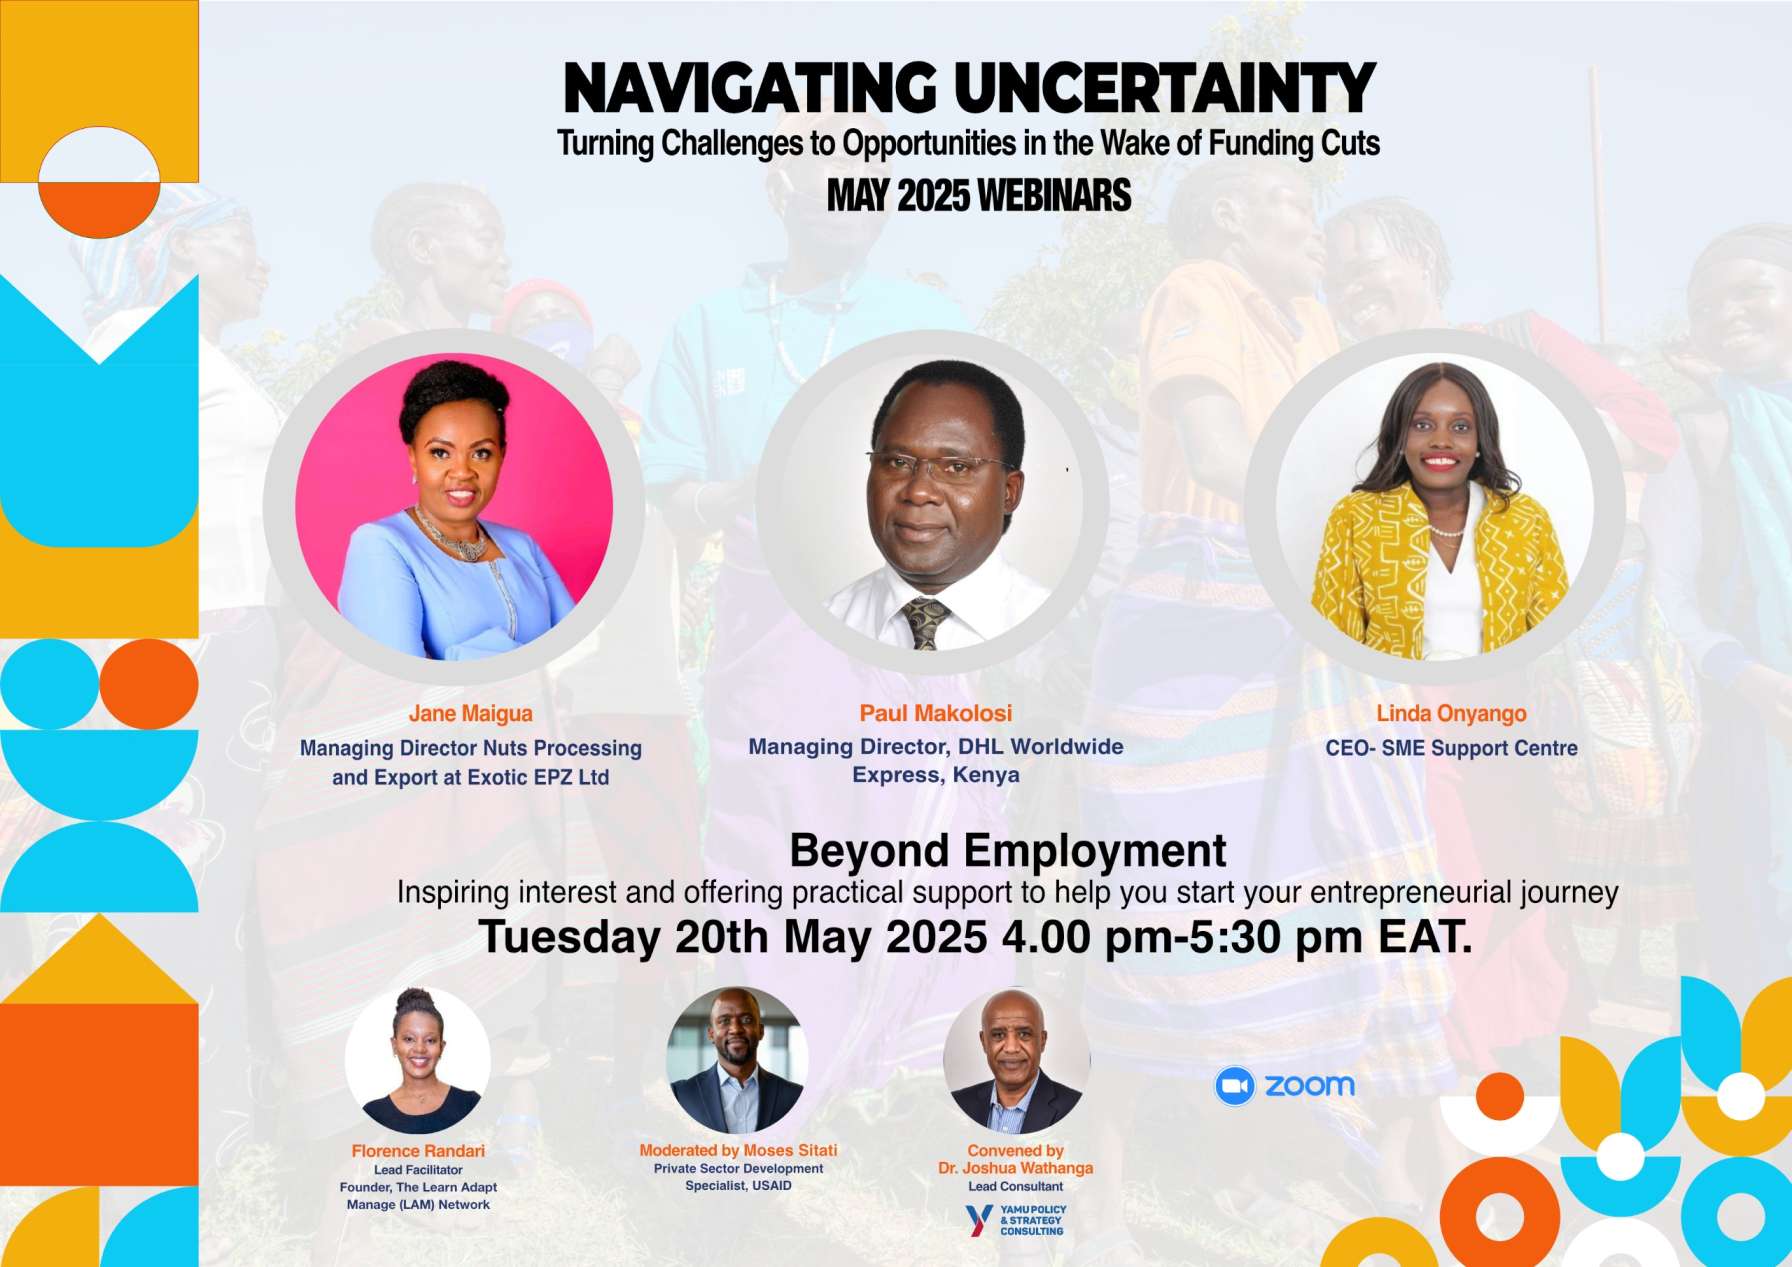 NAVIGATING UNCERTAINTY
Turning Challenges to Opportunities in the Wake of Funding Cuts
MAY 2025 WEBINARS
Jane Maigua
Managing Director Nuts Processing
and Export at Exotic EPZ Ltd
Paul Makolosi
Managing Director, DHL Worldwide
Express, Kenya
Linda Onyango
CEO- SME Support Centre
Beyond Employment
Inspiring interest and offering practical support to help you start your entrepreneurial journey
Tuesday 20th May 2025 4.00 pm-5:30 pm EAT.
Florence Randari
Lead Facilitator
Founder, The Learn Adapt
Manage (LAM) Network
Moderated by Moses Sitati
Private Sector Development
Specialist, USAID
Convened by
Dr. Joshua Wathanga
Lead Consultant
YAMU POLICY
& STRATEGY
CONSULTING
zoom